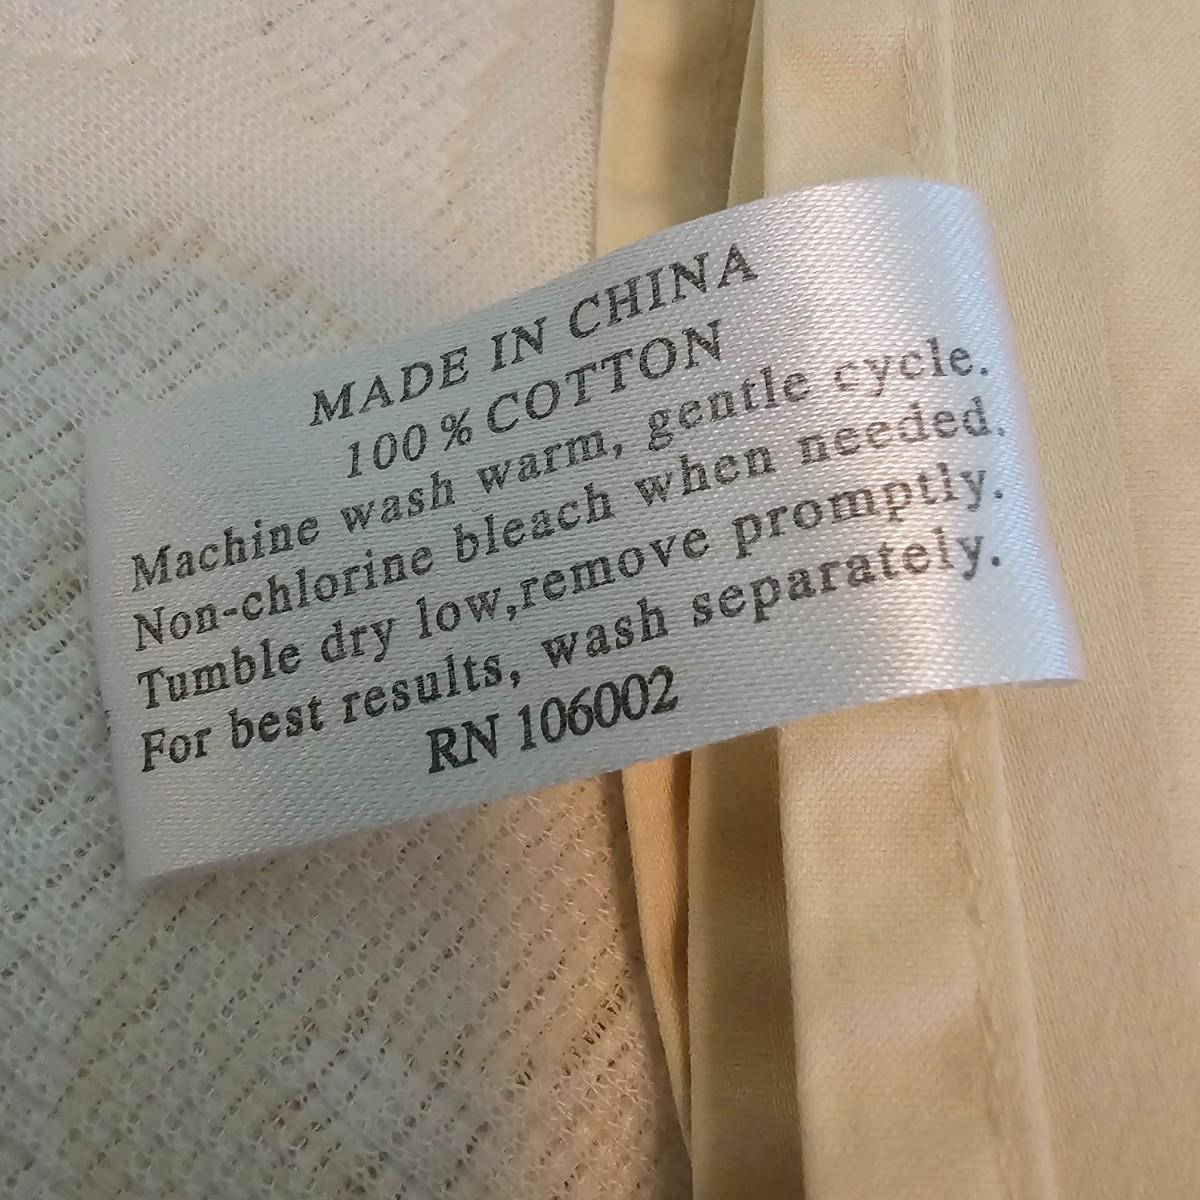 MADE IN CHINA
100% COTTON
Machine wash warm, gentle cycle.
Non-chlorine bleach when needed.
Tumble dry low,remove promptly.
For best results, wash separately.
RN 106002